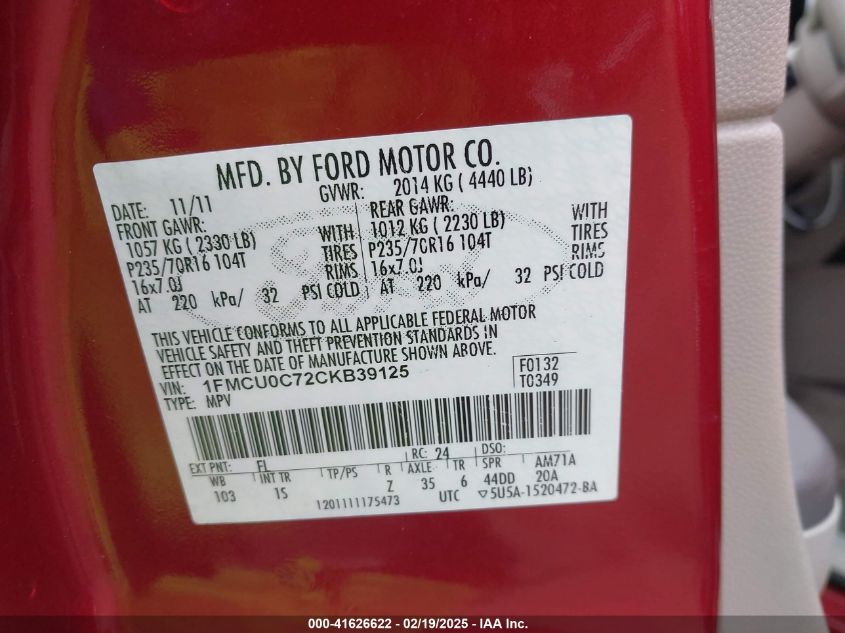 MFD. BY FORD MOTOR CO.
DATE: 11/11 GVWR: 2014 KG ( 4440 LB)
FRONT GAWR: REAR GAWR:
1057 KG ( 2330 LB) WITH 1012 KG ( 2230 LB) WITH
P235/70R16 104T TIRES P235/70R16 104T TIRES
16x7.0J RIMS 16x7.0J RIMS
AT 220 kPa/ 32 PSI COLD AT 220 kPa/ 32 PSI COLD
THIS VEHICLE CONFORMS TO ALL APPLICABLE FEDERAL MOTOR
VEHICLE SAFETY AND THEFT PREVENTION STANDARDS IN
EFFECT ON THE DATE OF MANUFACTURE SHOWN ABOVE.
VIN: 1FMCU0C72CKB39125 F0132
TYPE: MPV T0349
EXT PNT: FL RC: 24 DSO:
WB INT TR TP/PS R AXLE TR SPR AM71A
103 1S Z 35 6 44DD 20A
1201111175473 UTC ▽5U5A-1520472-BA
000-41626622 - 02/19/2025 - IAA Inc.